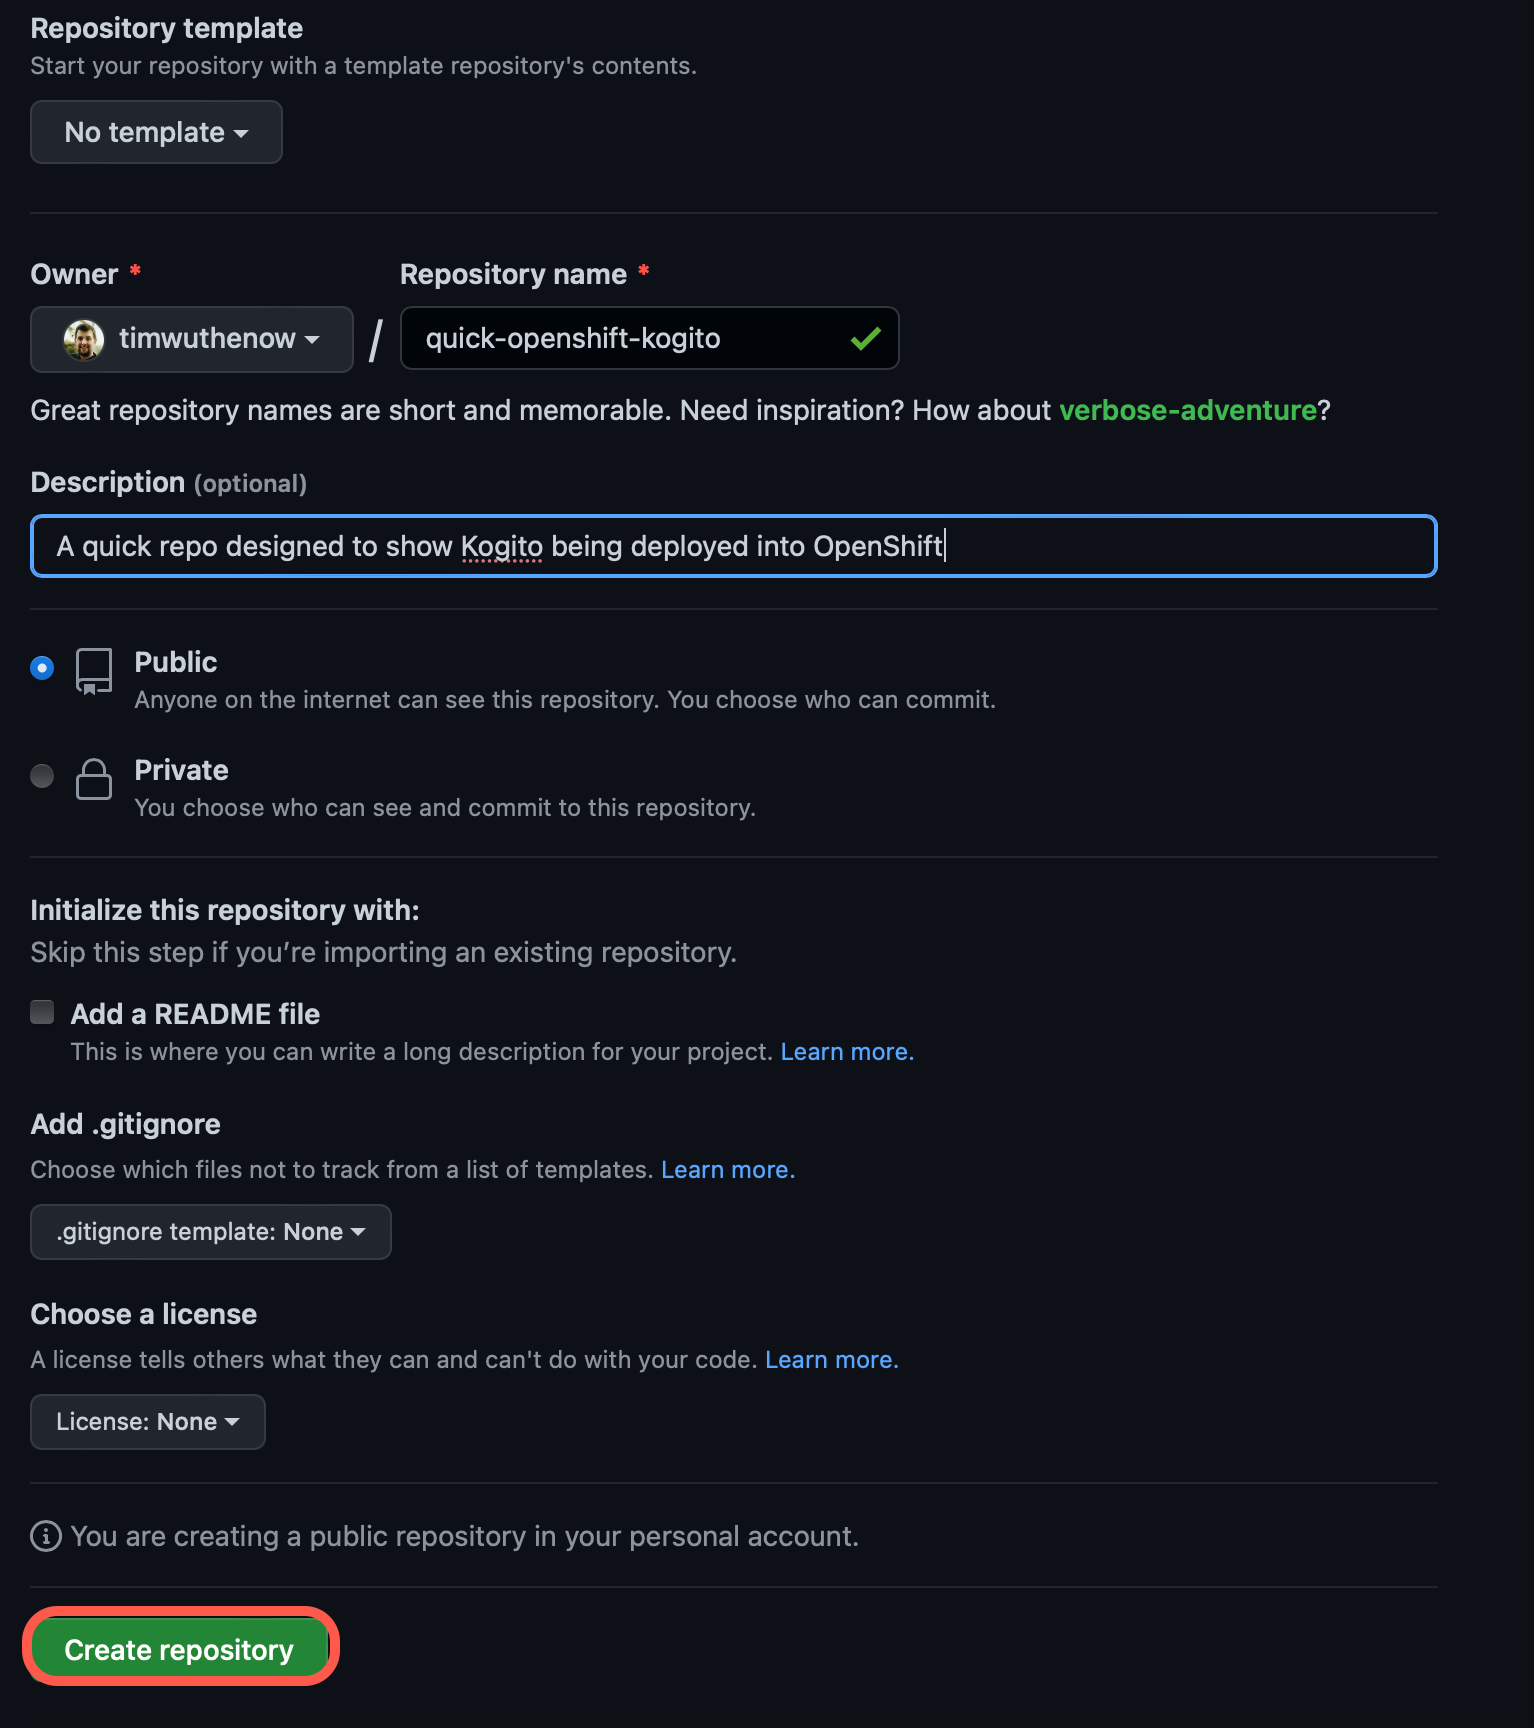 Repository template
Start your repository with a template repository's contents.
No template
Owner * Repository name *
timwuthenow / quick-openshift-kogito
Great repository names are short and memorable. Need inspiration? How about verbose-adventure?
Description (optional)
A quick repo designed to show Kogito being deployed into OpenShift
Public
Anyone on the internet can see this repository. You choose who can commit.
Private
You choose who can see and commit to this repository.
Initialize this repository with:
Skip this step if you’re importing an existing repository.
Add a README file
This is where you can write a long description for your project. Learn more.
Add .gitignore
Choose which files not to track from a list of templates. Learn more.
.gitignore template: None
Choose a license
A license tells others what they can and can't do with your code. Learn more.
License: None
You are creating a public repository in your personal account.
Create repository